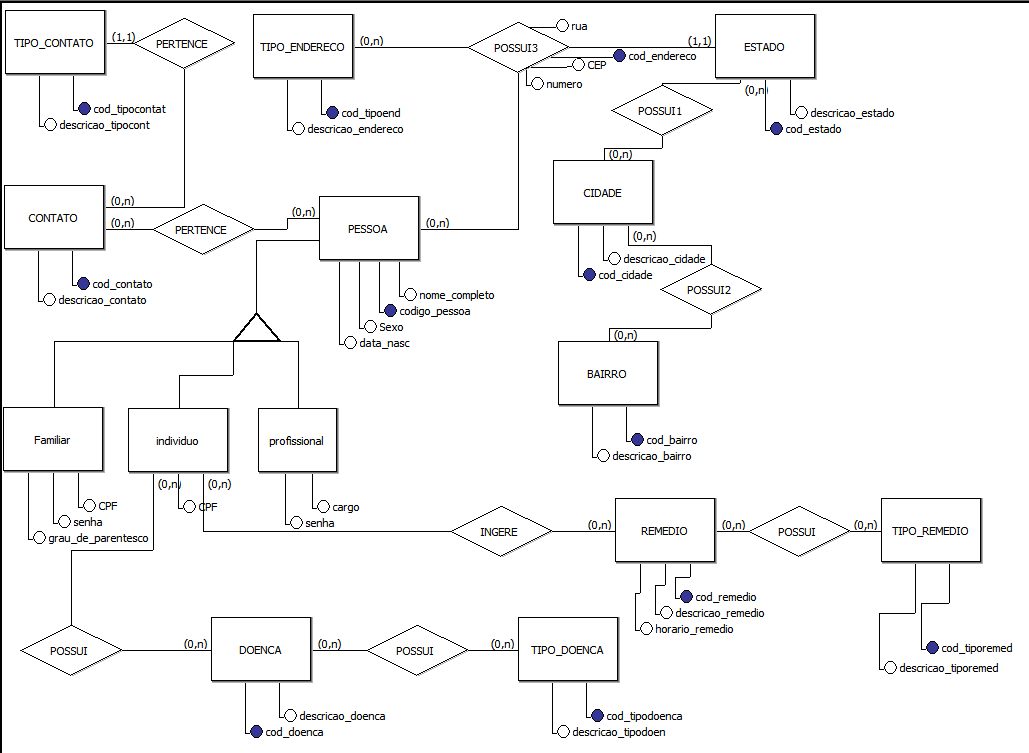 TIPO_CONTATO
(1,1)
PERTENCE
cod_tipocontat
descricao_tipocont
TIPO_ENDERECO
(0,n)
cod_tipoend
descricao_endereco
POSSUI3
rua
cod_endereco
CEP
numero
(1,1)
ESTADO
(0,n)
descricao_estado
cod_estado
POSSUI1
(0,n)
CIDADE
(0,n)
descricao_cidade
cod_cidade
POSSUI2
(0,n)
BAIRRO
cod_bairro
descricao_bairro
CONTATO
(0,n)
(0,n)
cod_contato
descricao_contato
PERTENCE
(0,n)
PESSOA
(0,n)
nome_completo
codigo_pessoa
Sexo
data_nasc
Familiar
CPF
senha
grau_de_parentesco
individuo
(0,n)
(0,n)
CPF
profissional
cargo
senha
INGERE
(0,n)
REMEDIO
(0,n)
cod_remedio
descricao_remedio
horario_remedio
POSSUI
(0,n)
TIPO_REMEDIO
cod_tiporemed
descricao_tiporemed
POSSUI
(0,n)
DOENCA
(0,n)
descricao_doenca
cod_doenca
POSSUI
(0,n)
TIPO_DOENCA
cod_tipodoenca
descricao_tipodoen